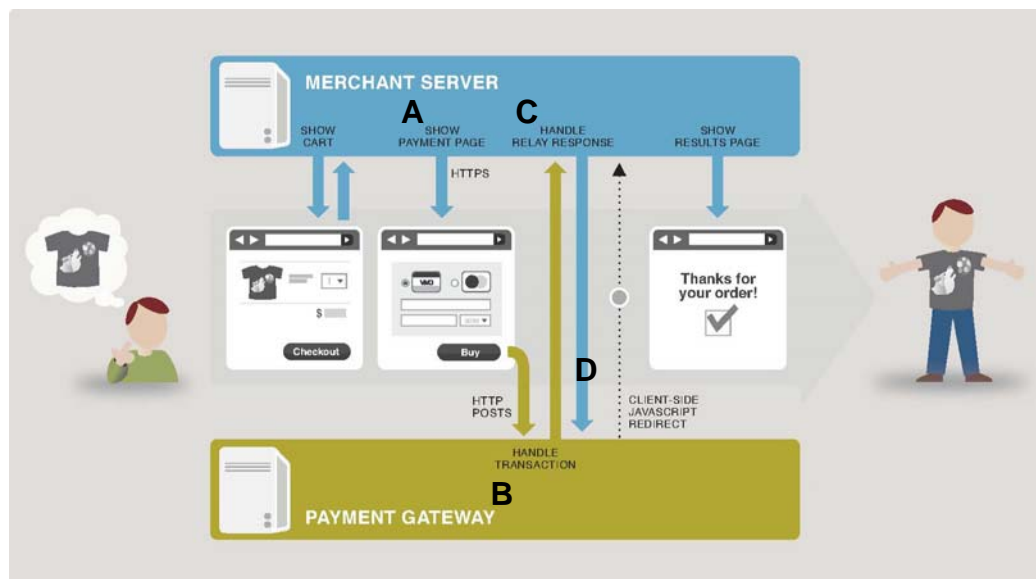 MERCHANT SERVER
A
C
SHOW
CART
SHOW
PAYMENT PAGE
HANDLE
RELAY RESPONSE
SHOW
RESULTS PAGE
HTTPS
1
$
Checkout
Buy
Thanks for
your order!
D
HTTP
POSTS
CLIENT-SIDE
JAVASCRIPT
REDIRECT
HANDLE
TRANSACTION
B
PAYMENT GATEWAY